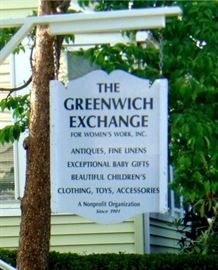 THE
GREENWICH
EXCHANGE
FOR WOMEN'S WORK, INC.
ANTIQUES, FINE LINENS
EXCEPTIONAL BABY GIFTS
BEAUTIFUL CHILDREN'S
CLOTHING, TOYS, ACCESSORIES
A Nonprofit Organization
Since 1901